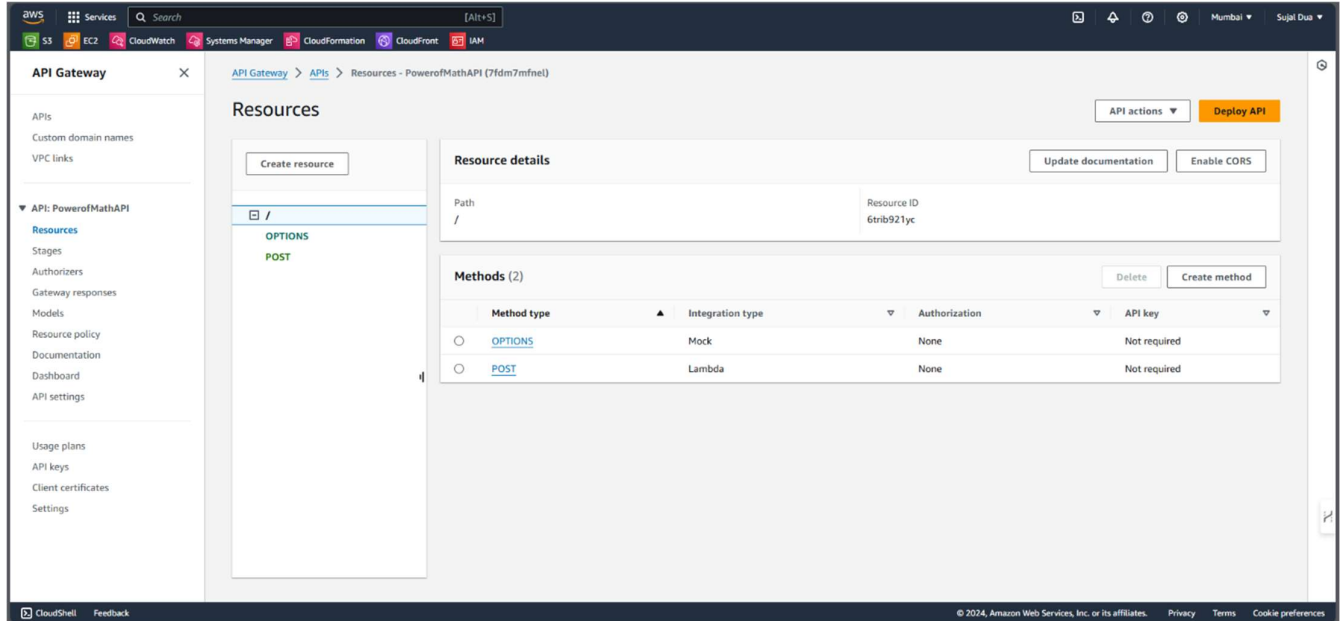 aws Services Search [Alt+S] Mumbai Sujal Dua
S3 EC2 CloudWatch Systems Manager CloudFormation CloudFront IAM
API Gateway
APIs
Custom domain names
VPC links
API: PowerofMathAPI
Resources
Stages
Authorizers
Gateway responses
Models
Resource policy
Documentation
Dashboard
API settings
Usage plans
API keys
Client certificates
Settings
API Gateway > APIs > Resources - PowerofMathAPI (7fdm7mfnel)
Resources
API actions Deploy API
Create resource
/
OPTIONS
POST
Resource details
Update documentation Enable CORS
Path
/
Resource ID
6trib921yc
Methods (2)
Delete Create method
Method type Integration type Authorization API key
OPTIONS Mock None Not required
POST Lambda None Not required
CloudShell Feedback © 2024, Amazon Web Services, Inc. or its affiliates. Privacy Terms Cookie preferences